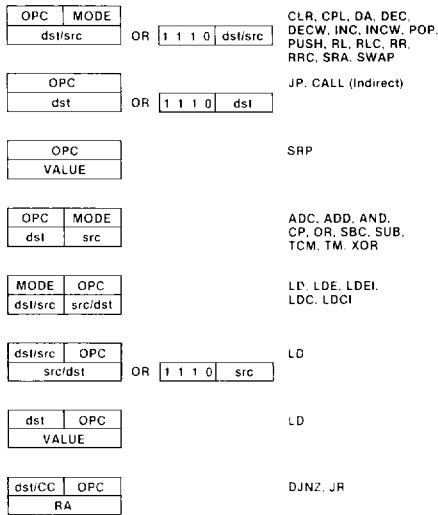 OPC MODE CLR, CPL, DA, DEC,
dst/src OR 1 1 1 0 dst/src DECW, INC, INCW, POP,
PUSH, RL, RLC, RR,
RRC, SRA, SWAP
OPC JP, CALL (Indirect)
dst OR 1 1 1 0 dst
OPC SRP
VALUE
OPC MODE ADC, ADD, AND,
dst src CP, OR, SBC, SUB,
TCM, TM, XOR
MODE OPC LD, LDE, LDEI,
dst/src src/dst LDC, LDCI
dst/src OPC LD
src/dst OR 1 1 1 0 src
dst OPC LD
VALUE
dst/CC OPC DJNZ, JR
RA